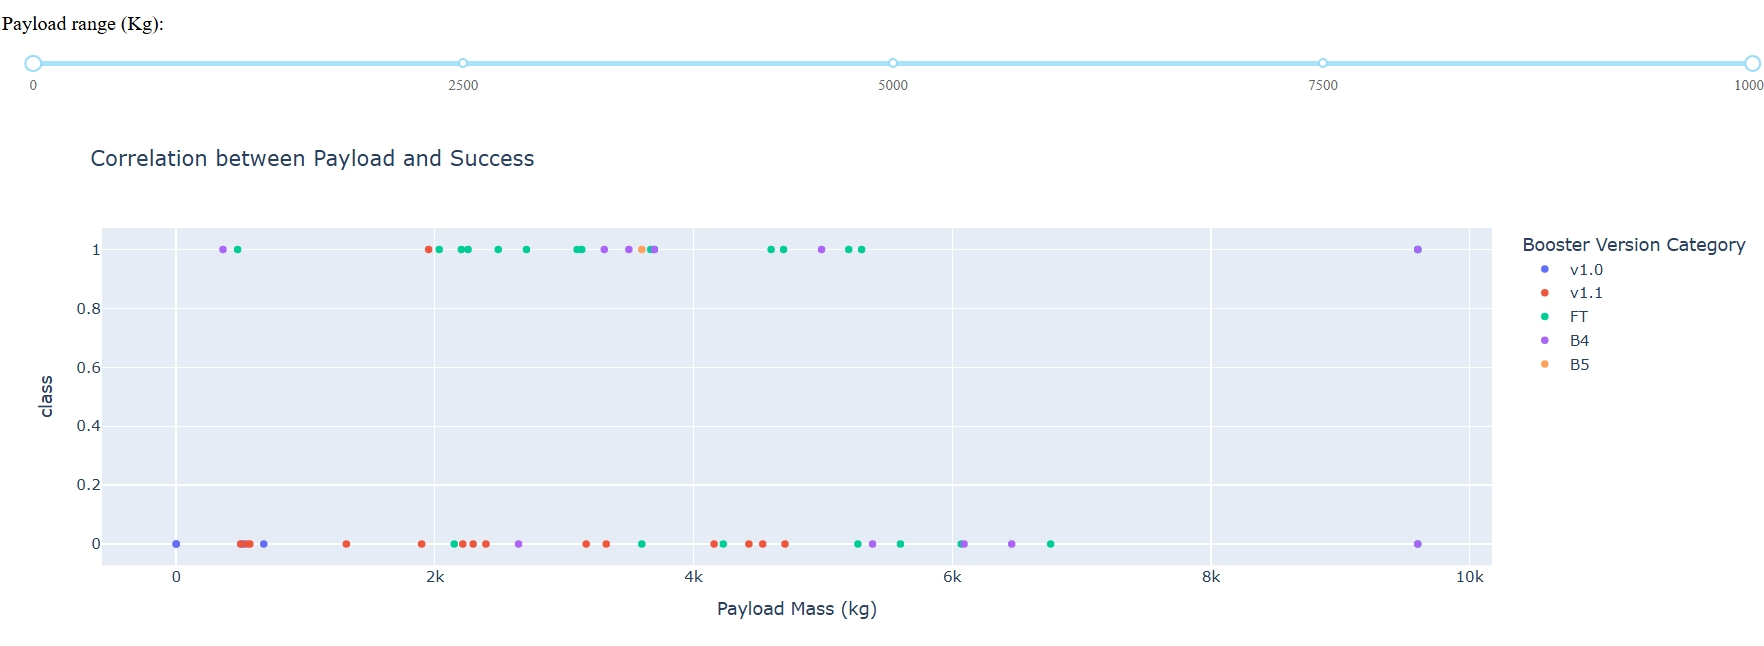 Payload range (Kg):
0 2500 5000 7500 1000
Correlation between Payload and Success
Booster Version Category
v1.0
v1.1
FT
B4
B5
1
0.8
0.6
0.4
0.2
0
class
0 2k 4k 6k 8k 10k
Payload Mass (kg)